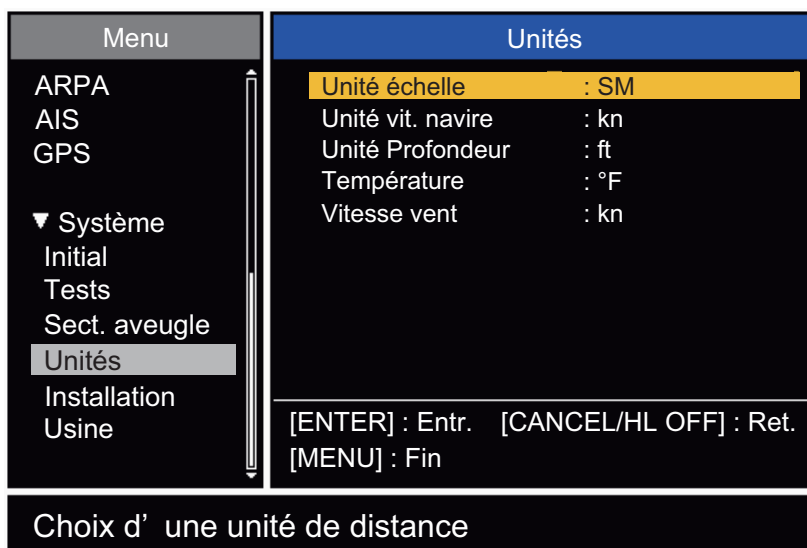 Menu
ARPA
AIS
GPS
▼ Système
Initial
Tests
Sect. aveugle
Unités
Installation
Usine
Unités
Unité échelle : SM
Unité vit. navire : kn
Unité Profondeur : ft
Température : °F
Vitesse vent : kn
[ENTER] : Entr. [CANCEL/HL OFF] : Ret.
[MENU] : Fin
Choix d’ une unité de distance